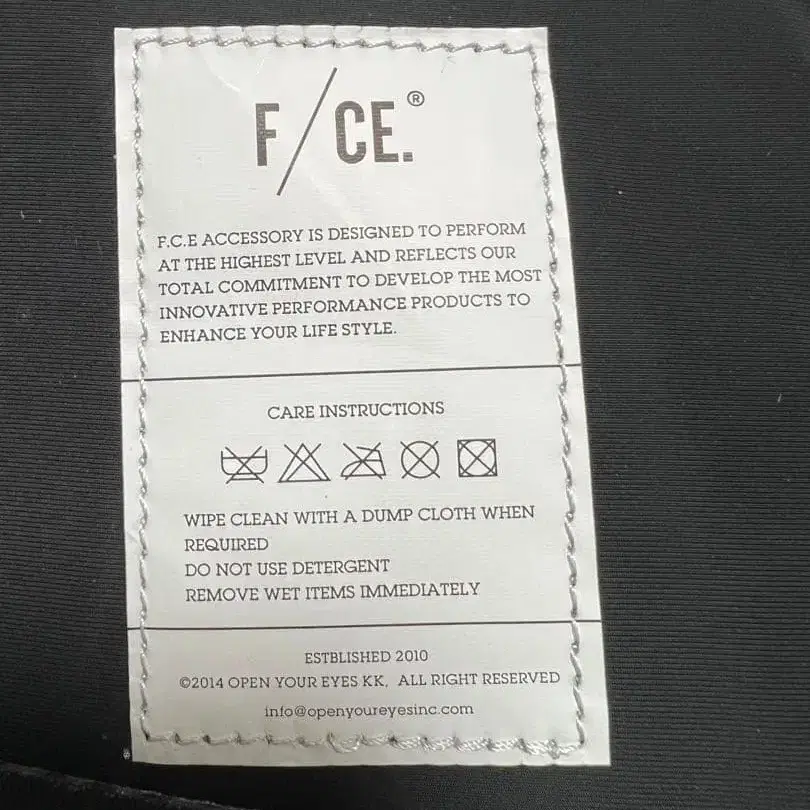 F/CE.®
F.C.E ACCESSORY IS DESIGNED TO PERFORM
AT THE HIGHEST LEVEL AND REFLECTS OUR
TOTAL COMMITMENT TO DEVELOP THE MOST
INNOVATIVE PERFORMANCE PRODUCTS TO
ENHANCE YOUR LIFE STYLE.
CARE INSTRUCTIONS
WIPE CLEAN WITH A DUMP CLOTH WHEN
REQUIRED
DO NOT USE DETERGENT
REMOVE WET ITEMS IMMEDIATELY
ESTBLISHED 2010
©2014 OPEN YOUR EYES KK, ALL RIGHT RESERVED
info@openyoureyesinc.com